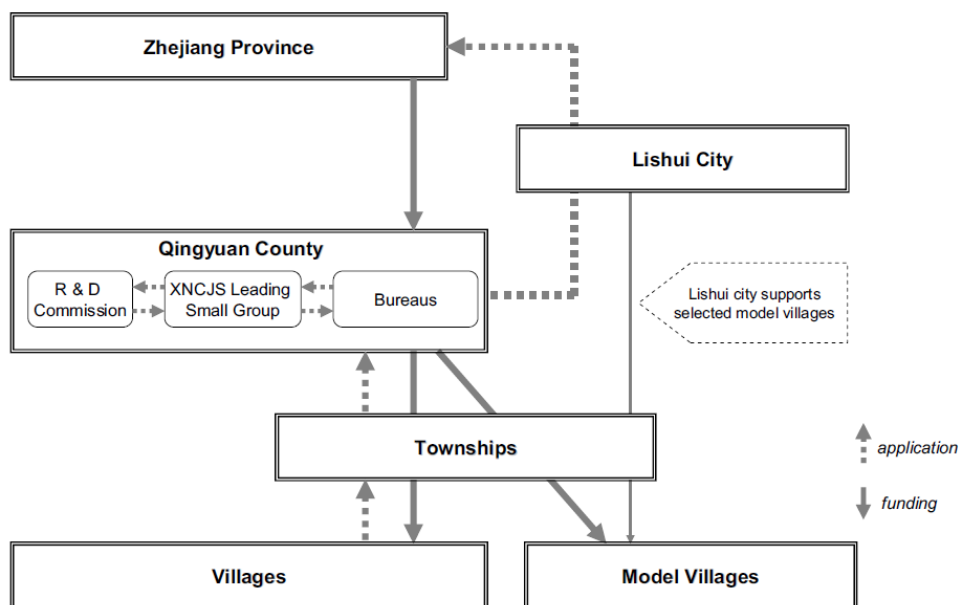 Zhejiang Province
Lishui City
Qingyuan County
R & D
Commission
XNCJS Leading
Small Group
Bureaus
Lishui city supports
selected model villages
Townships
application
funding
Villages
Model Villages